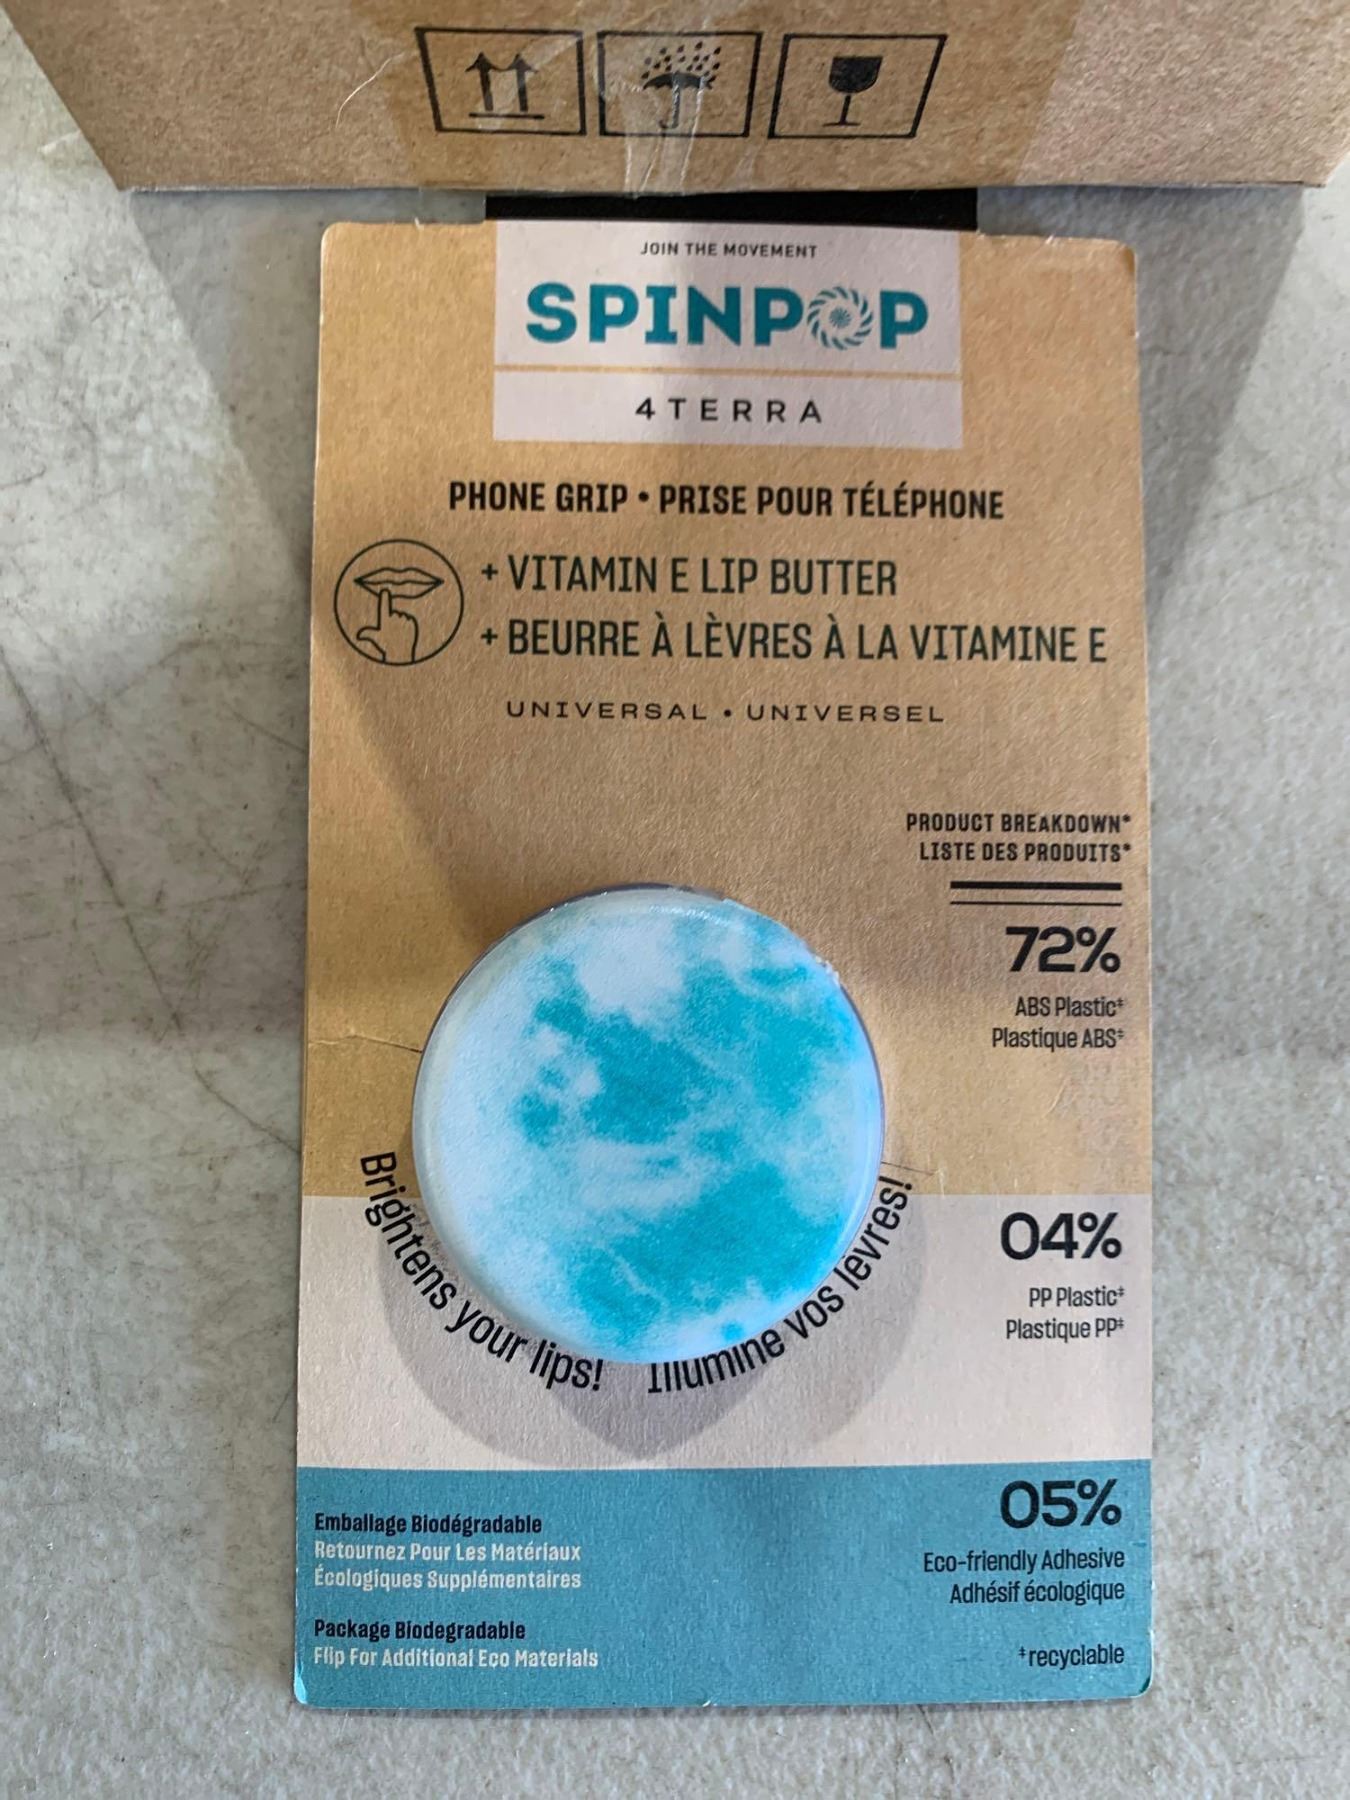 JOIN THE MOVEMENT
SPINPOP
4TERRA
PHONE GRIP • PRISE POUR TÉLÉPHONE
+ VITAMIN E LIP BUTTER
+ BEURRE À LÈVRES À LA VITAMINE E
UNIVERSAL • UNIVERSEL
PRODUCT BREAKDOWN*
LISTE DES PRODUITS*
72%
ABS Plastic‡
Plastique ABS‡
Brightens your lips! Illumine vos lèvres!
04%
PP Plastic‡
Plastique PP‡
05%
Eco-friendly Adhesive
Adhésif écologique
‡recyclable
Emballage Biodégradable
Retournez Pour Les Matériaux
Écologiques Supplémentaires
Package Biodegradable
Flip For Additional Eco Materials